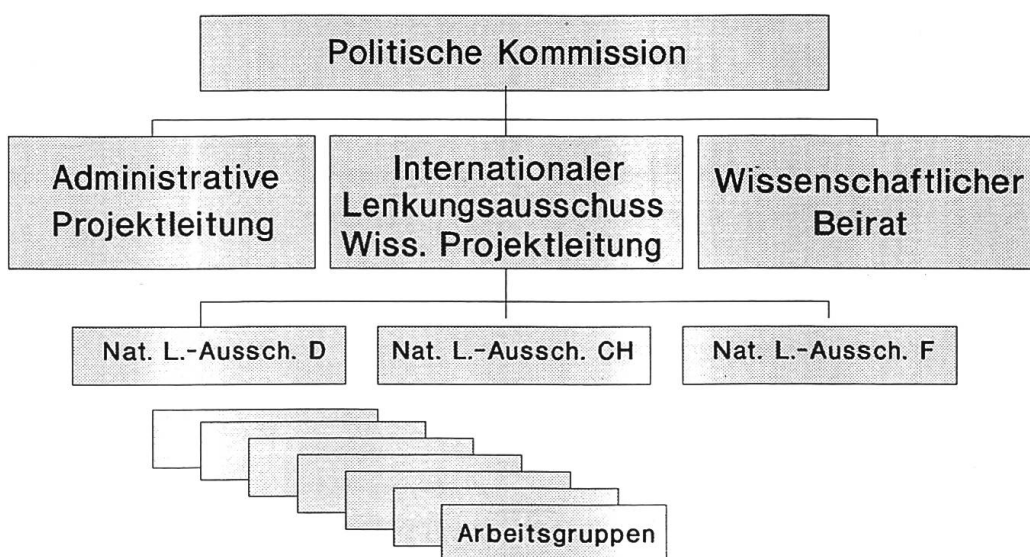 Politische Kommission
Administrative
Projektleitung
Internationaler
Lenkungsausschuss
Wiss. Projektleitung
Wissenschaftlicher
Beirat
Nat. L.-Aussch. D
Nat. L.-Aussch. CH
Nat. L.-Aussch. F
Arbeitsgruppen